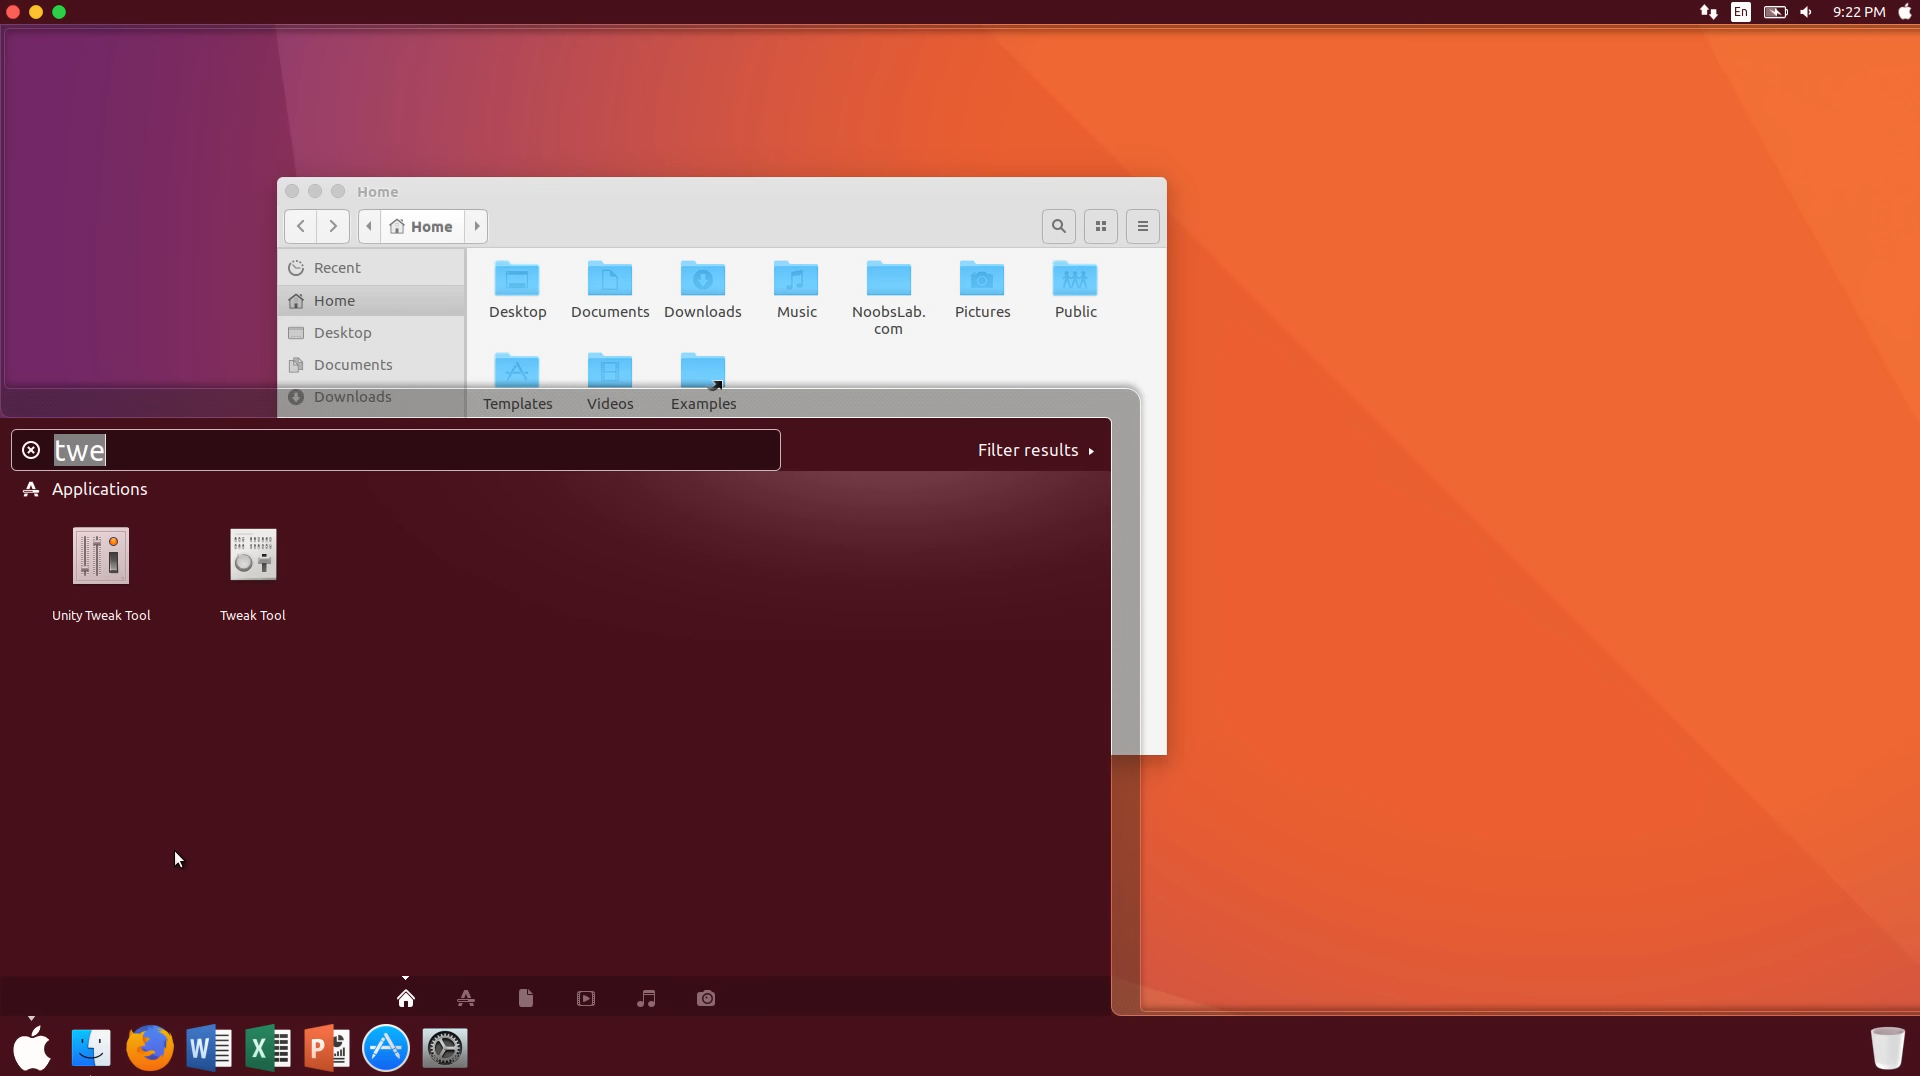 En 9:22 PM
Home
Home
Recent
Home
Desktop
Documents
Downloads
Desktop Documents Downloads Music NoobsLab. Pictures Public
com
Templates Videos Examples
twe
Filter results
Applications
Unity Tweak Tool Tweak Tool
W X P